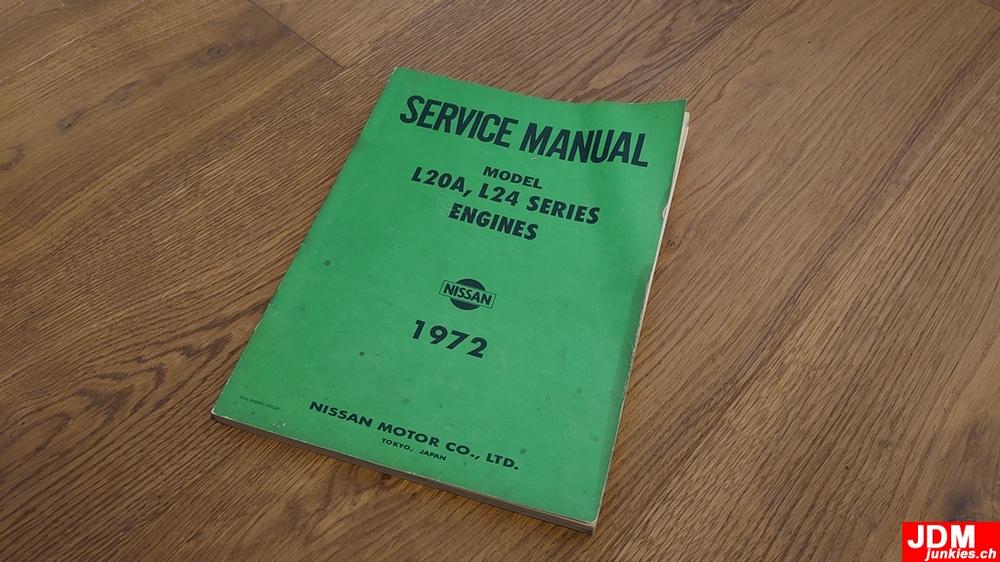 SERVICE MANUAL
MODEL
L20A, L24 SERIES
ENGINES
NISSAN
1972
NISSAN MOTOR CO., LTD.
TOKYO, JAPAN
JDM
junkies.ch